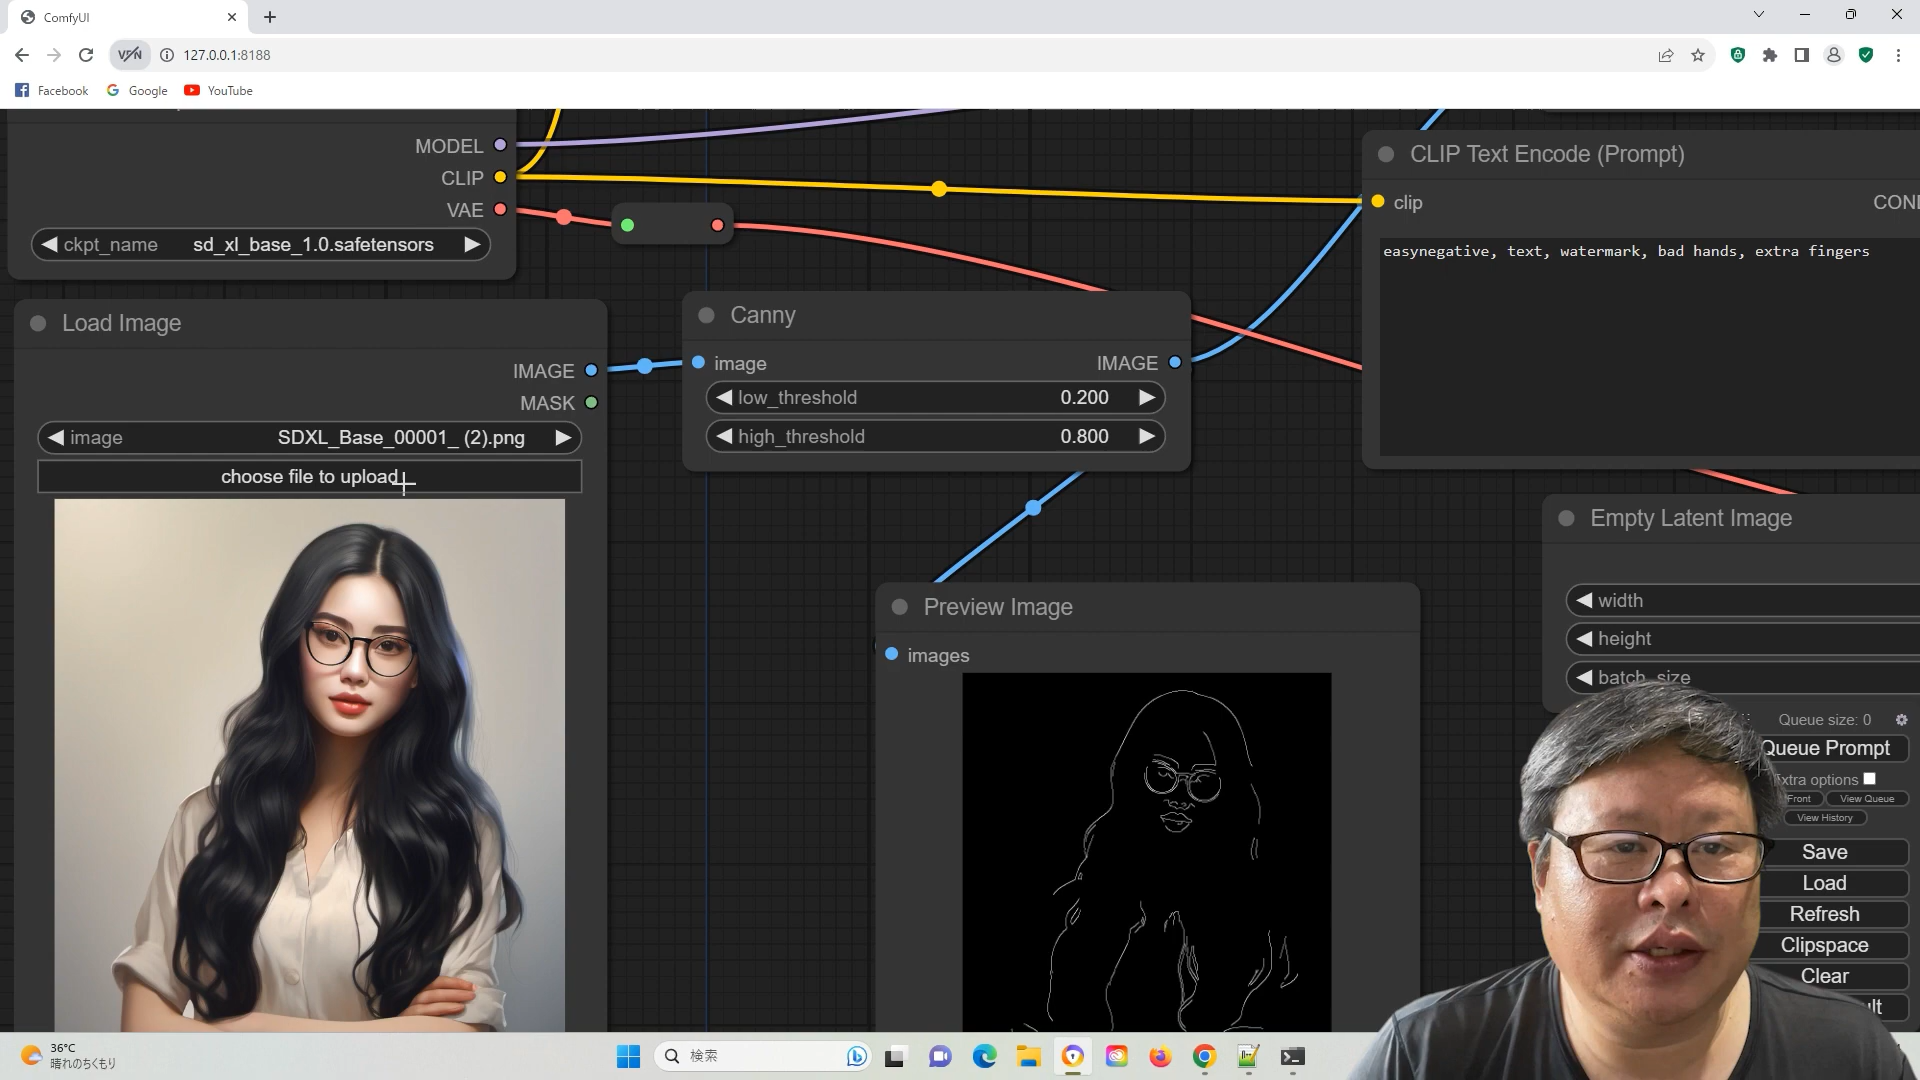 ComfyUI
VPN
127.0.0.1:8188
Facebook
Google
YouTube
MODEL
CLIP
VAE
ckpt_name sd_xl_base_1.0.safetensors
CLIP Text Encode (Prompt)
clip
easynegative, text, watermark, bad hands, extra fingers
Load Image
IMAGE
MASK
image SDXL_Base_00001_ (2).png
choose file to upload
Canny
image IMAGE
low_threshold 0.200
high_threshold 0.800
Preview Image
images
Empty Latent Image
width
height
batch_size
Queue size: 0
Queue Prompt
Extra options
Front View Queue
View History
Save
Load
Refresh
Clipspace
Clear
36°C
晴れのちくもり
検索